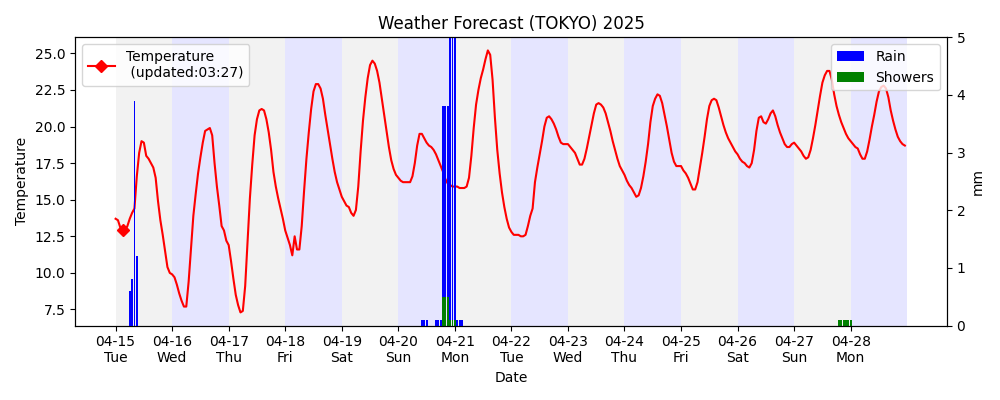 Weather Forecast (TOKYO) 2025
Temperature
(updated:03:27)
Rain
Showers
Temperature
25.0
22.5
20.0
17.5
15.0
12.5
10.0
7.5
5
4
3
2
1
0
mm
04-15 04-16 04-17 04-18 04-19 04-20 04-21 04-22 04-23 04-24 04-25 04-26 04-27 04-28
Tue Wed Thu Fri Sat Sun Mon Tue Wed Thu Fri Sat Sun Mon
Date